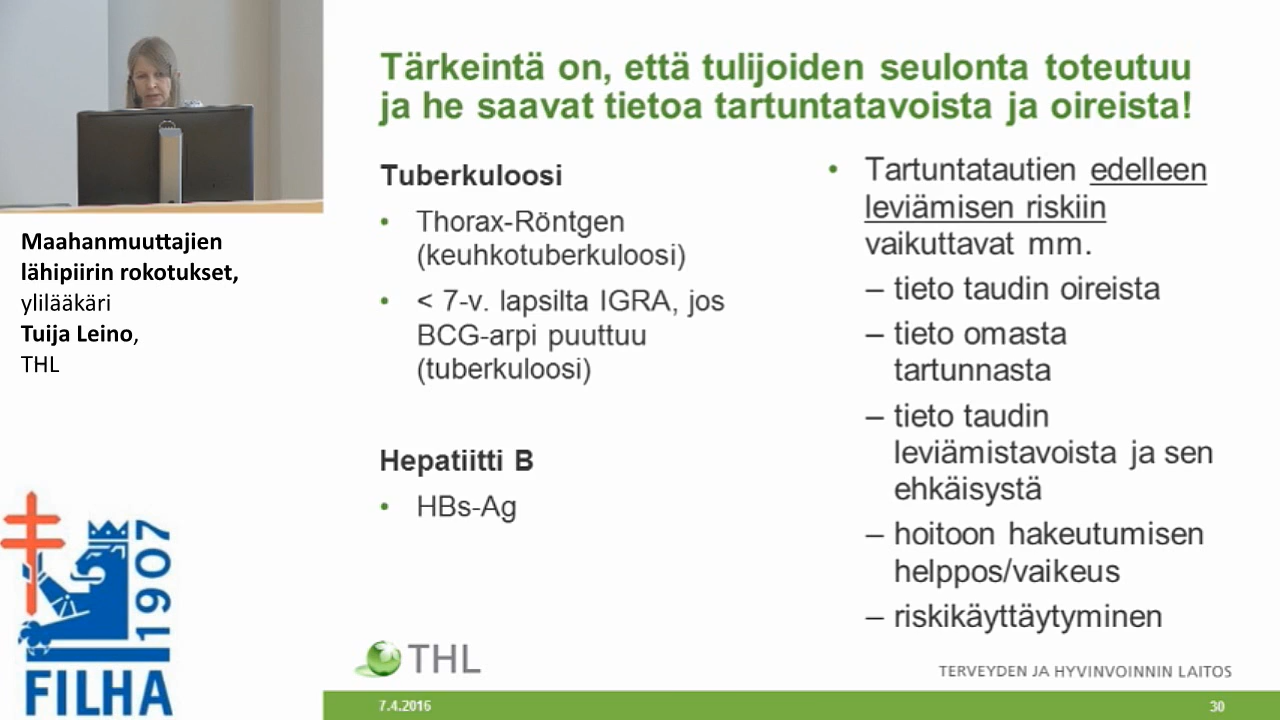 Tärkeintä on, että tulijoiden seulonta toteutuu
ja he saavat tietoa tartuntatavoista ja oireista!
Maahanmuuttajien
lähipiirin rokotukset,
ylilääkäri
Tuija Leino,
THL
Tuberkuloosi
• Thorax-Röntgen
(keuhkotuberkuloosi)
• < 7-v. lapsilta IGRA, jos
BCG-arpi puuttuu
(tuberkuloosi)
Hepatiitti B
• HBs-Ag
• Tartuntatautien edelleen
leviämisen riskiin
vaikuttavat mm.
– tieto taudin oireista
– tieto omasta
tartunnasta
– tieto taudin
leviämistavoista ja sen
ehkäisystä
– hoitoon hakeutumisen
helppos/vaikeus
– riskikäyttäytyminen
1907
FILHA
THL
TERVEYDEN JA HYVINVOINNIN LAITOS
7.4.2016
30